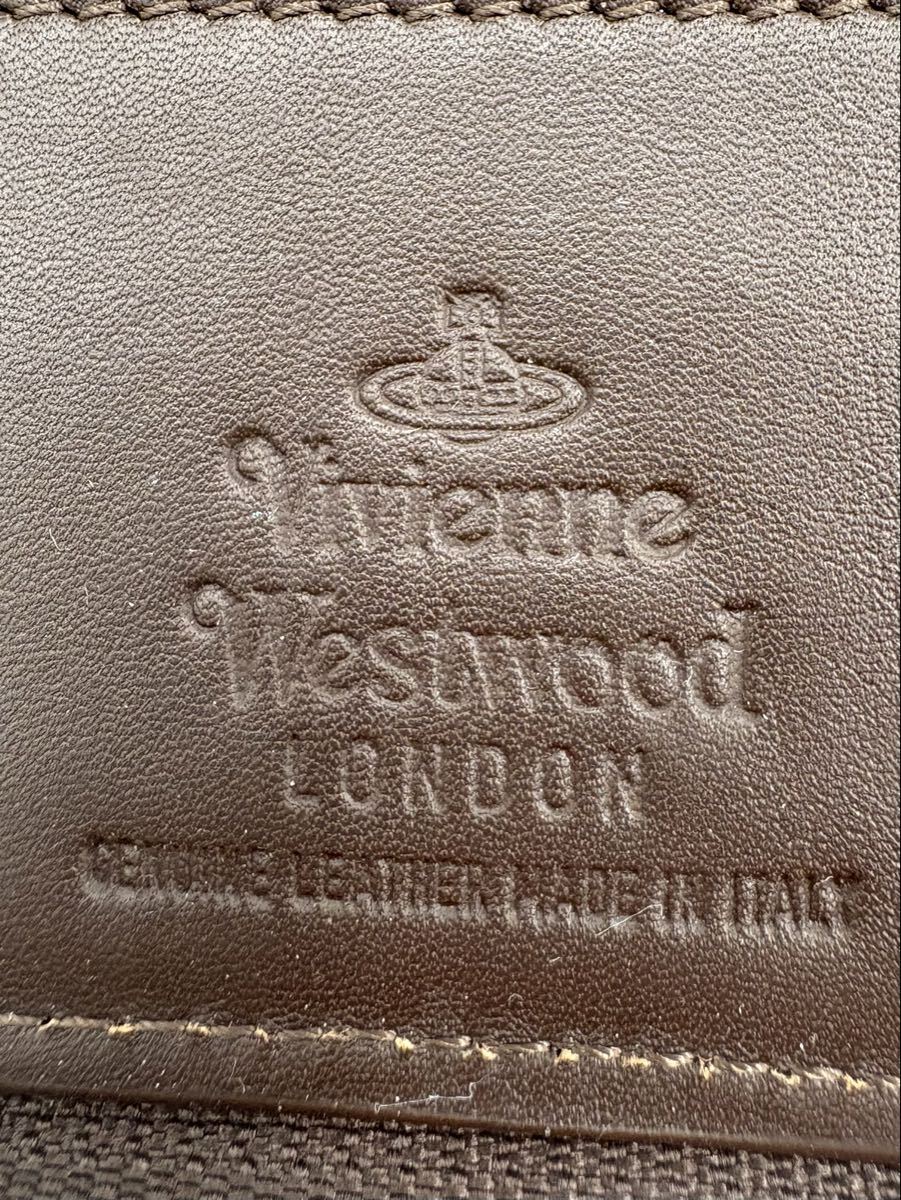 Vivienne
Westwood
LONDON
GENUINE LEATHER MADE IN ITALY